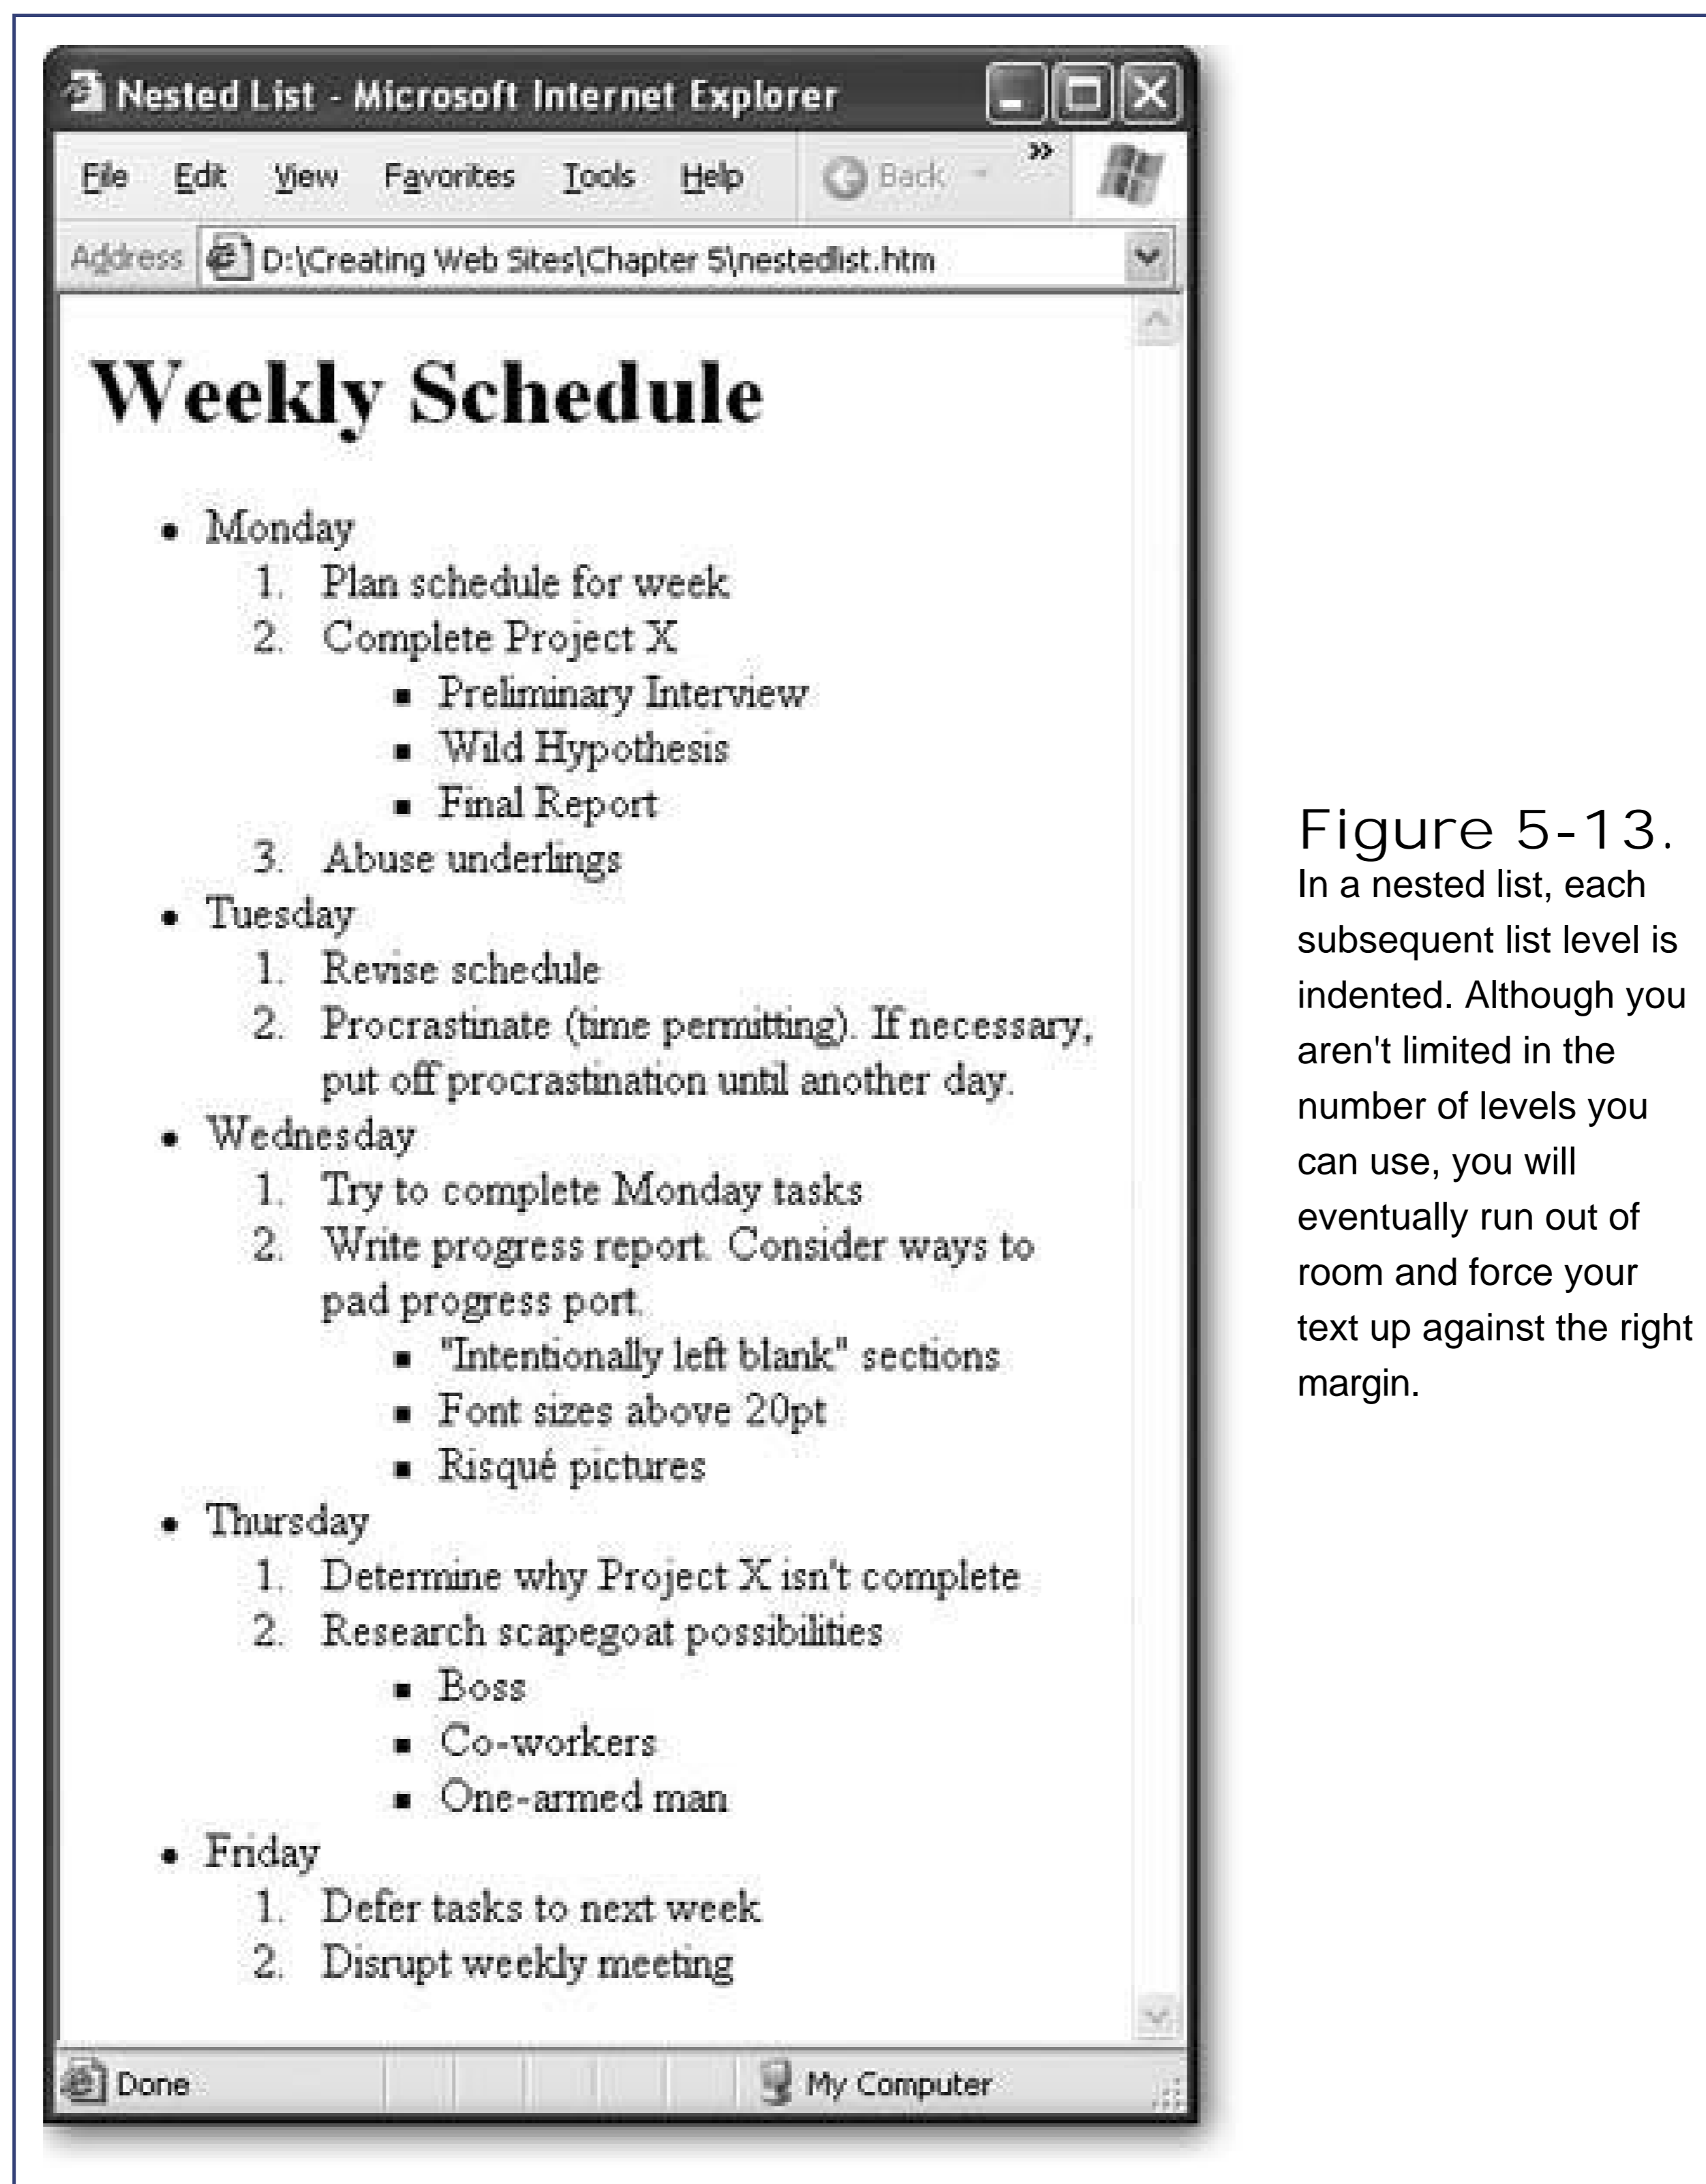 Nested List - Microsoft Internet Explorer
File Edit View Favorites Tools Help Back »
Address D:\Creating Web Sites\Chapter 5\nestedlist.htm
Weekly Schedule
• Monday
1. Plan schedule for week
2. Complete Project X
▪ Preliminary Interview
▪ Wild Hypothesis
▪ Final Report
3. Abuse underlings
• Tuesday
1. Revise schedule
2. Procrastinate (time permitting). If necessary,
put off procrastination until another day.
• Wednesday
1. Try to complete Monday tasks
2. Write progress report. Consider ways to
pad progress port.
▪ "Intentionally left blank" sections
▪ Font sizes above 20pt
▪ Risqué pictures
• Thursday
1. Determine why Project X isn't complete
2. Research scapegoat possibilities
▪ Boss
▪ Co-workers
▪ One-armed man
• Friday
1. Defer tasks to next week
2. Disrupt weekly meeting
Done My Computer
Figure 5-13.
In a nested list, each
subsequent list level is
indented. Although you
aren't limited in the
number of levels you
can use, you will
eventually run out of
room and force your
text up against the right
margin.